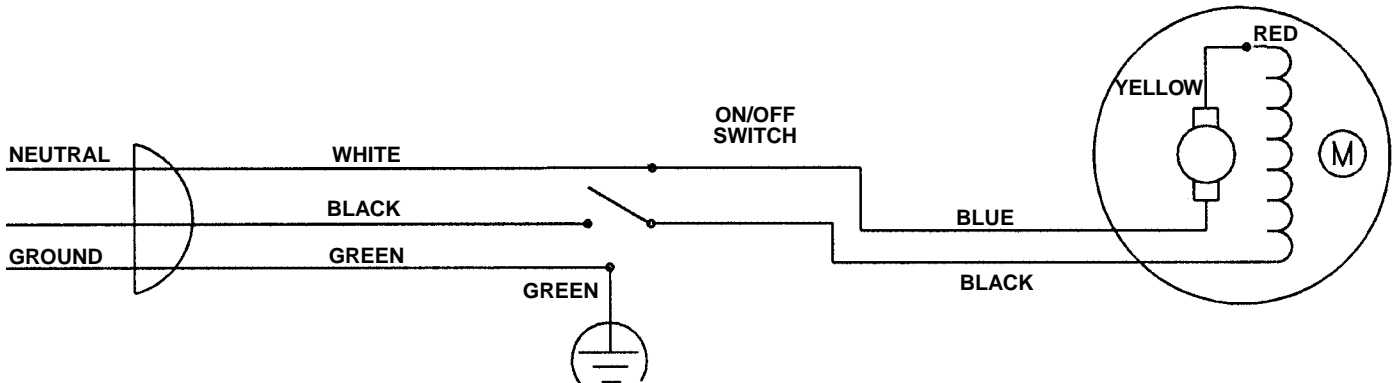 RED
YELLOW
ON/OFF
SWITCH
NEUTRAL
WHITE
M
BLACK
BLUE
GROUND
GREEN
GREEN
BLACK